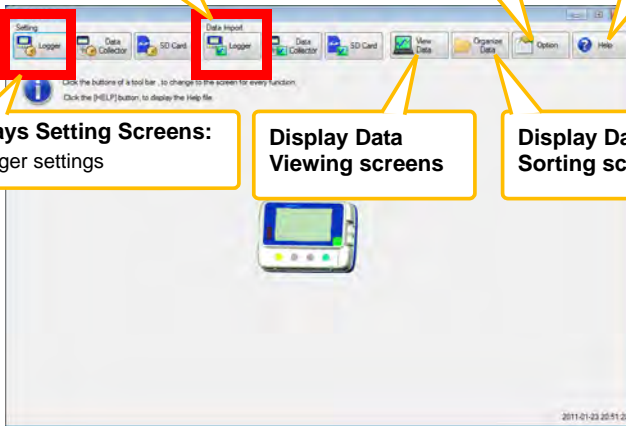 Setting
Data Import
Logger
Data
Collector
SD Card
Logger
Data
Collector
SD Card
View
Data
Organize
Data
Option
Help
Click the buttons of a tool bar , to change to the screen for every function.
Click the [HELP] button, to display the Help file.
ays Setting Screens:
ger settings
Display Data
Viewing screens
Display Da
Sorting sc
2011-01-23 20:51:2